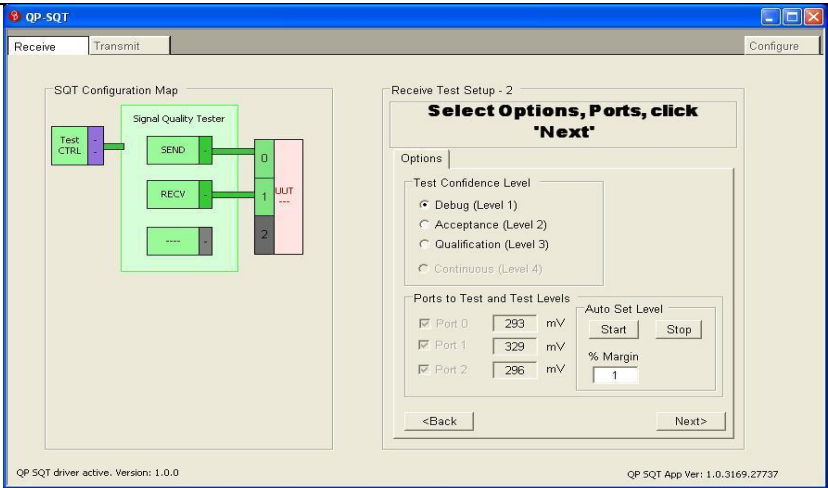 QP-SQT
Receive
Transmit
Configure
SQT Configuration Map
Signal Quality Tester
Test
CTRL
-
-
SEND
-
RECV
-
----
-
0
1
2
UUT
---
Receive Test Setup - 2
Select Options, Ports, click
'Next'
Options
Test Confidence Level
Debug (Level 1)
Acceptance (Level 2)
Qualification (Level 3)
Continuous (Level 4)
Ports to Test and Test Levels
Port 0 293 mV
Port 1 329 mV
Port 2 296 mV
Auto Set Level
Start Stop
% Margin
1
<Back Next>
QP SQT driver active. Version: 1.0.0
QP SQT App Ver: 1.0.3169.27737